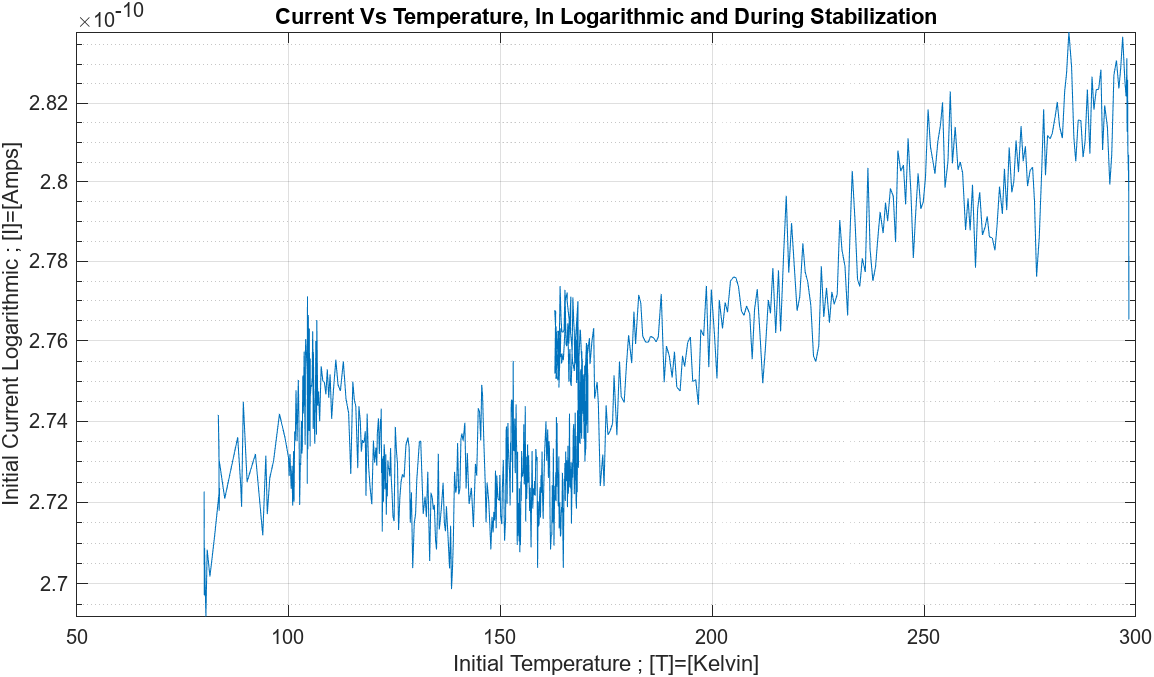 Current Vs Temperature, In Logarithmic and During Stabilization
×10-10
2.82
2.8
2.78
2.76
2.74
2.72
2.7
Initial Current Logarithmic ; [I]=[Amps]
50 100 150 200 250 300
Initial Temperature ; [T]=[Kelvin]